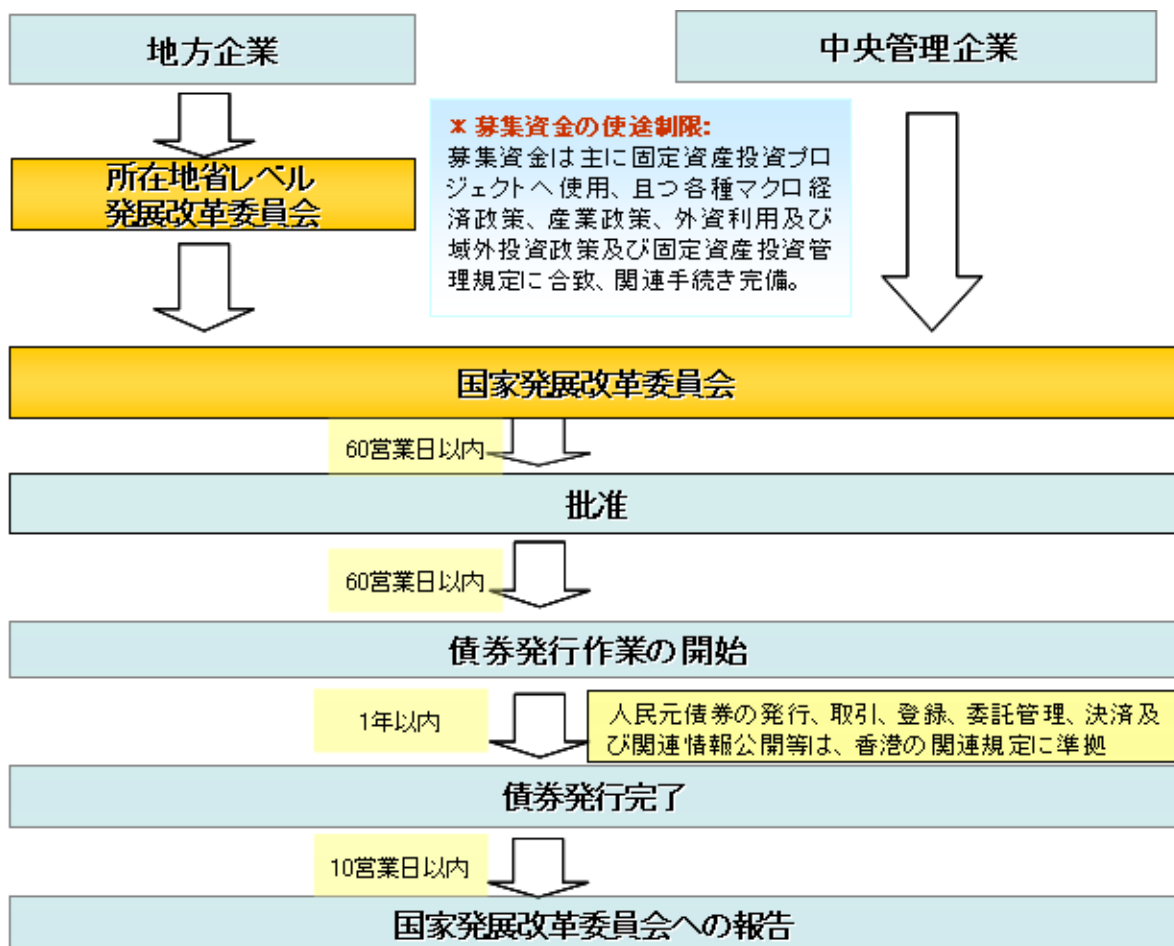 地方企業
中央管理企業
* 募集資金の使途制限:
募集資金は主に固定資産投資プロ
ジェクトへ使用、且つ各種マクロ経
済政策、産業政策、外資利用及び
域外投資政策及び固定資産投資管
理規定に合致、関連手続き完備。
所在地省レベル
発展改革委員会
国家発展改革委員会
60営業日以内
批准
60営業日以内
債券発行作業の開始
1年以内
人民元債券の発行、取引、登録、委託管理、決済及
び関連情報公開等は、香港の関連規定に準拠
債券発行完了
10営業日以内
国家発展改革委員会への報告